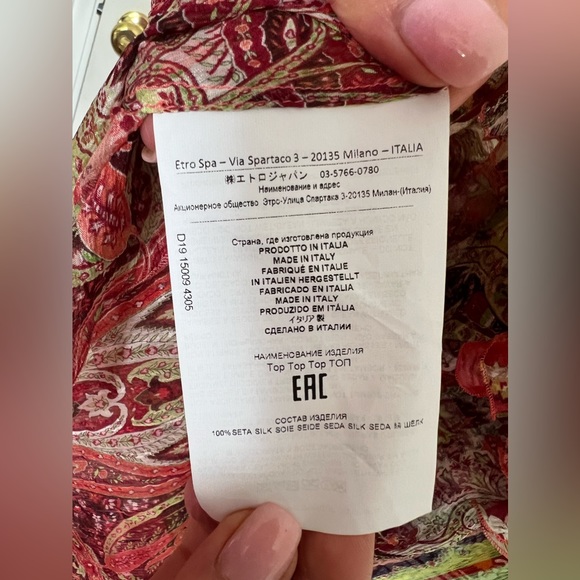 Etro Spa – Via Spartaco 3 – 20135 Milano – ITALIA
㈱エトロジャパン 03-5766-0780
Наименование и адрес
Акционерное общество Этро-Улица Спартака 3-20135 Милан-(Италия)
D19 15009 4305
Страна, где изготовлена продукция
PRODOTTO IN ITALIA
MADE IN ITALY
FABRIQUÉ EN ITALIE
IN ITALIEN HERGESTELLT
FABRICADO EN ITALIA
MADE IN ITALY
PRODUZIDO EM ITÁLIA
イタリア製
СДЕЛАНО В ИТАЛИИ
НАИМЕНОВАНИЕ ИЗДЕЛИЯ
Top Top Top ТОП
EAC
СОСТАВ ИЗДЕЛИЯ
100% SETA SILK SOIE SEIDE SEDA SILK SEDA 絹 ШЕЛК